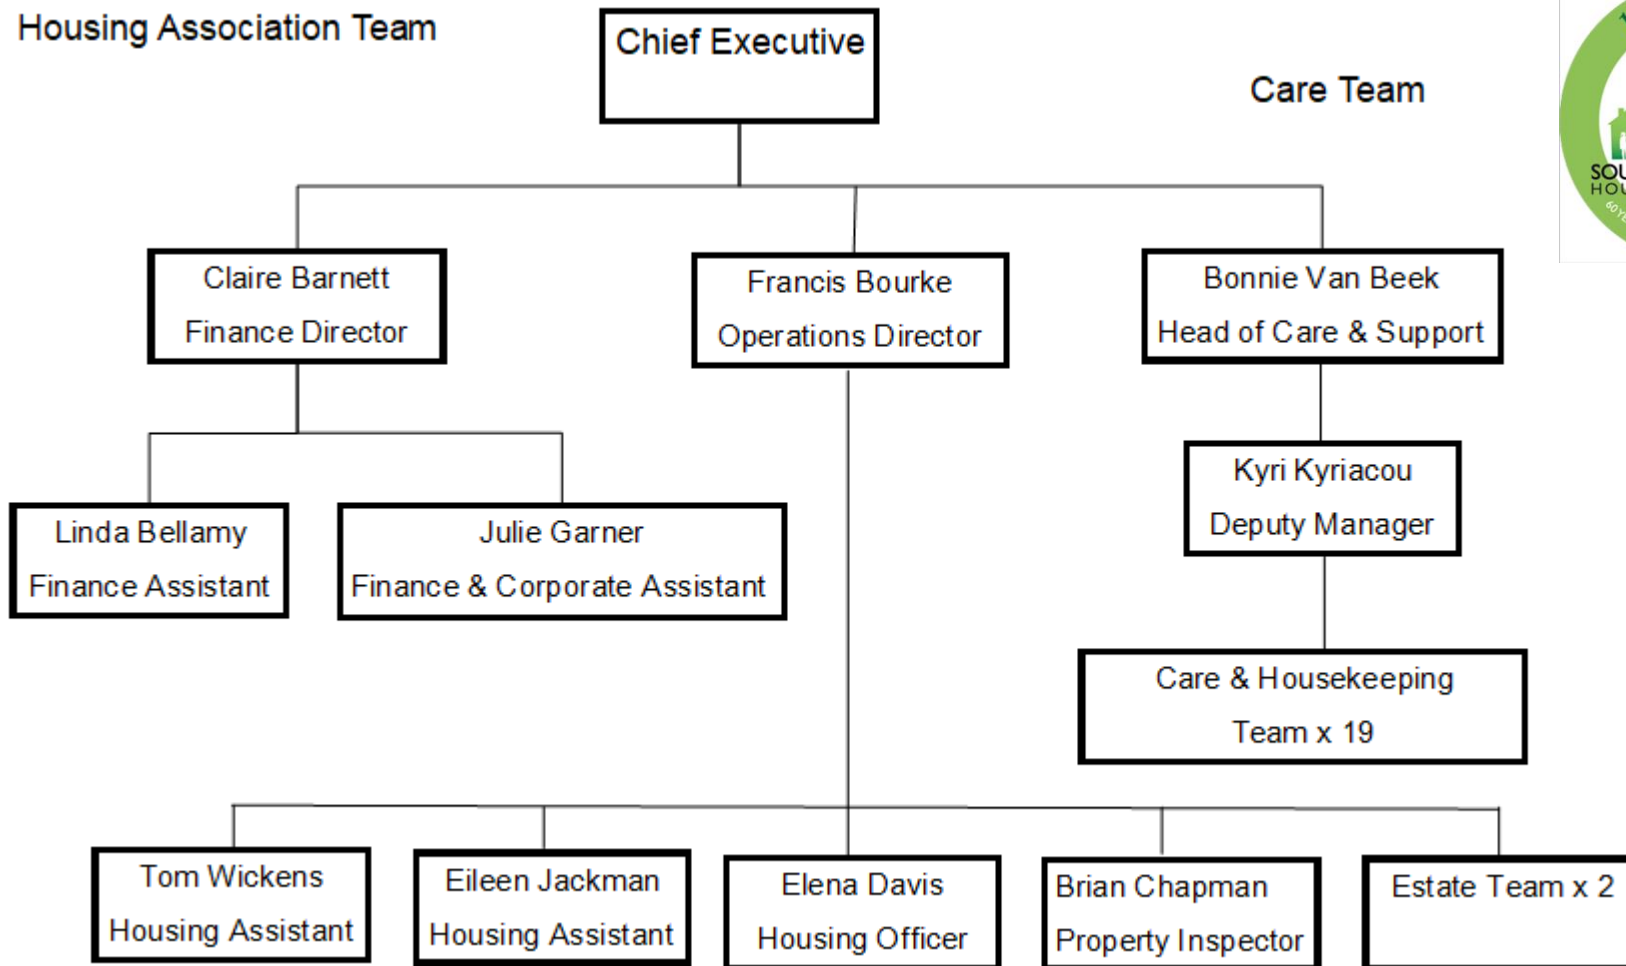 Housing Association Team
Chief Executive
Care Team
Claire Barnett
Finance Director
Francis Bourke
Operations Director
Bonnie Van Beek
Head of Care & Support
Linda Bellamy
Finance Assistant
Julie Garner
Finance & Corporate Assistant
Kyri Kyriacou
Deputy Manager
Care & Housekeeping
Team x 19
Tom Wickens
Housing Assistant
Eileen Jackman
Housing Assistant
Elena Davis
Housing Officer
Brian Chapman
Property Inspector
Estate Team x 2